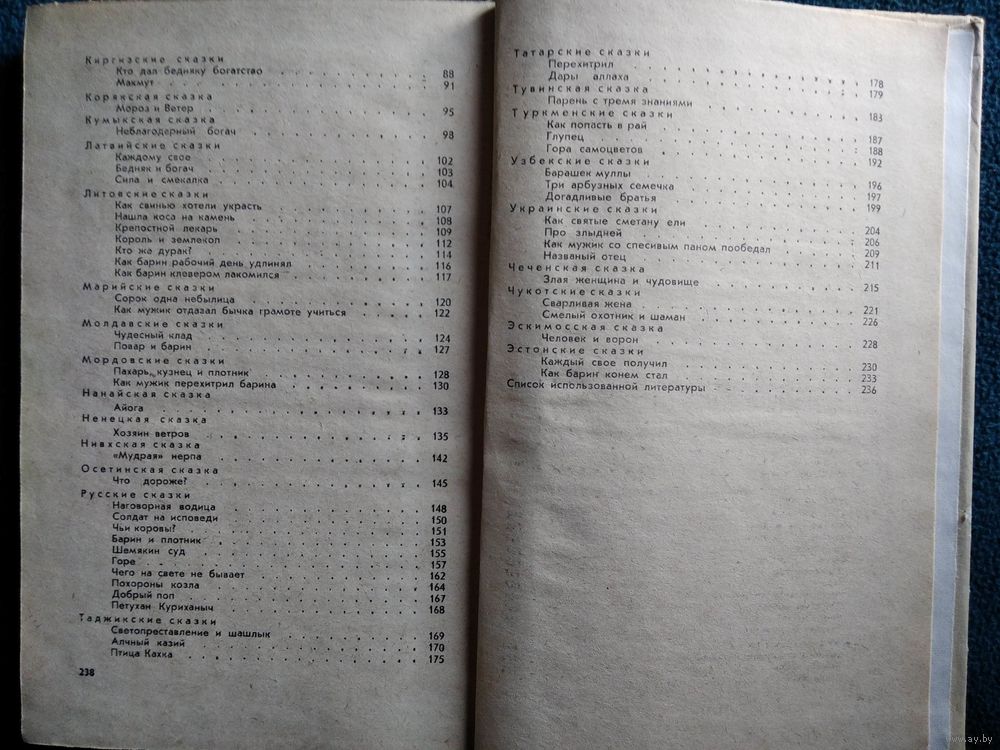 Киргизские сказки
Кто дал бедняку богатство 88
Макмут 91
Корякская сказка
Мороз и Ветер 95
Кумыкская сказка
Неблагодарный богач 98
Латвийские сказки
Каждому свое 102
Бедняк и богач 103
Сила и смекалка 104
Литовские сказки
Как свинью хотели украсть 107
Нашла коса на камень 108
Крепостной лекарь 109
Король и землекоп 112
Кто же дурак? 114
Как барин рабочий день удлинял 116
Как барин клевером лакомился 117
Марийские сказки
Сорок одна небылица 120
Как мужик отдазал бычка грамоте учиться 122
Молдавские сказки
Чудесный клад 124
Повар и барин 127
Мордовские сказки
Пахарь, кузнец и плотник 128
Как мужик перехитрил барина 130
Нанайская сказка
Айога 133
Ненецкая сказка
Хозяин ветров 135
Нивхская сказка
«Мудрая» нерпа 142
Осетинская сказка
Что дороже? 145
Русские сказки
Наговорная водица 148
Солдат на исповеди 150
Чьи коровы? 151
Барин и плотник 153
Шемякин суд 155
Горе 157
Чего на свете не бывает 162
Похороны козла 164
Добрый поп 167
Петухан Куриханыч 168
Таджикские сказки
Светопреставление и шашлык 169
Алчный казий 170
Птица Кахка 175
238
Татарские сказки
Перехитрил 178
Дары аллаха 179
Тувинская сказка
Парень с тремя знаниями 183
Туркменские сказки
Как попасть в рай 187
Глупец 188
Гора самоцветов 192
Узбекские сказки
Барашек муллы 196
Три арбузных семечка 197
Догадливые братья 199
Украинские сказки
Как святые сметану ели 204
Про злыдней 206
Как мужик со спесивым паном пообедал 209
Названый отец 211
Чеченская сказка
Злая женщина и чудовище 215
Чукотские сказки
Сварливая жена 221
Смелый охотник и шаман 226
Эскимосская сказка
Человек и ворон 228
Эстонские сказки
Каждый свое получил 230
Как барин конем стал 233
Список использованной литературы 236
www.ay.by